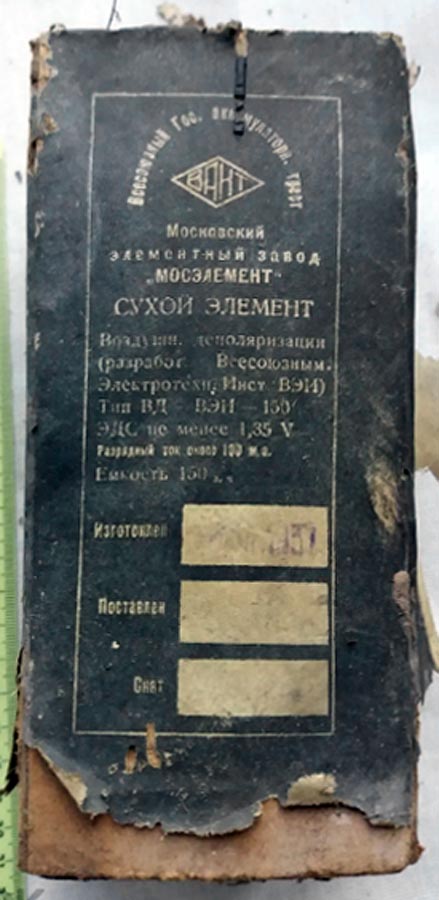 Всесоюзный Гос. аккумуляторн. трест
ВАКТ
Московский
элементный завод
„МОСЭЛЕМЕНТ"
СУХОЙ ЭЛЕМЕНТ
Воздушн. деполяризации
(разработ. Всесоюзным.
Электротехн. Инст ВЭИ)
Тип ВД — ВЭИ — 150
ЭДС не менее 1,35 V
Разрядный ток около 100 м.а.
Емкость 150 а. ч
Изготовлен
Поставлен
Снят